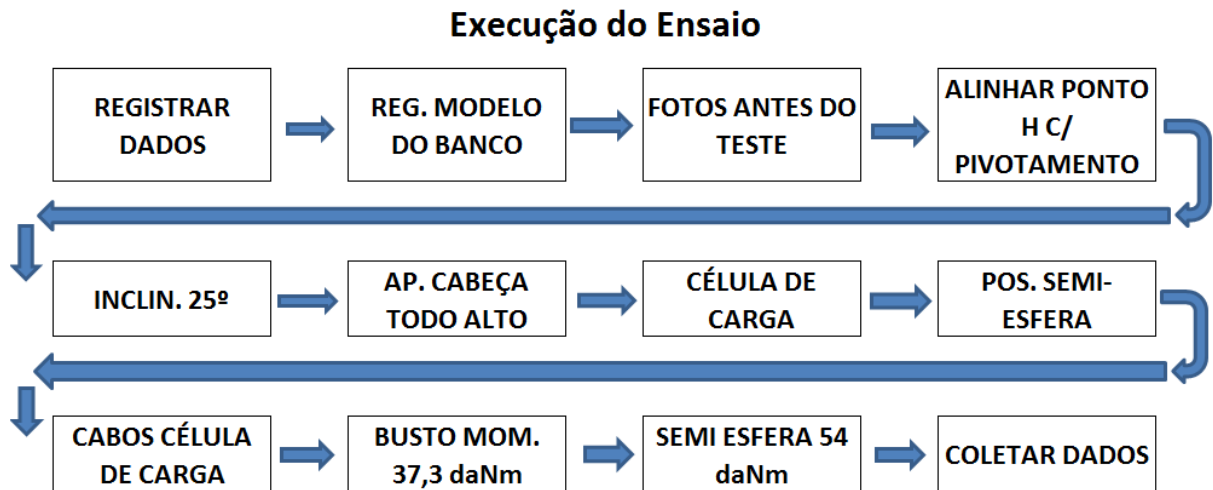 Execução do Ensaio
REGISTRAR
DADOS
REG. MODELO
DO BANCO
FOTOS ANTES DO
TESTE
ALINHAR PONTO
H C/
PIVOTAMENTO
INCLIN. 25º
AP. CABEÇA
TODO ALTO
CÉLULA DE
CARGA
POS. SEMI-
ESFERA
CABOS CÉLULA
DE CARGA
BUSTO MOM.
37,3 daNm
SEMI ESFERA 54
daNm
COLETAR DADOS